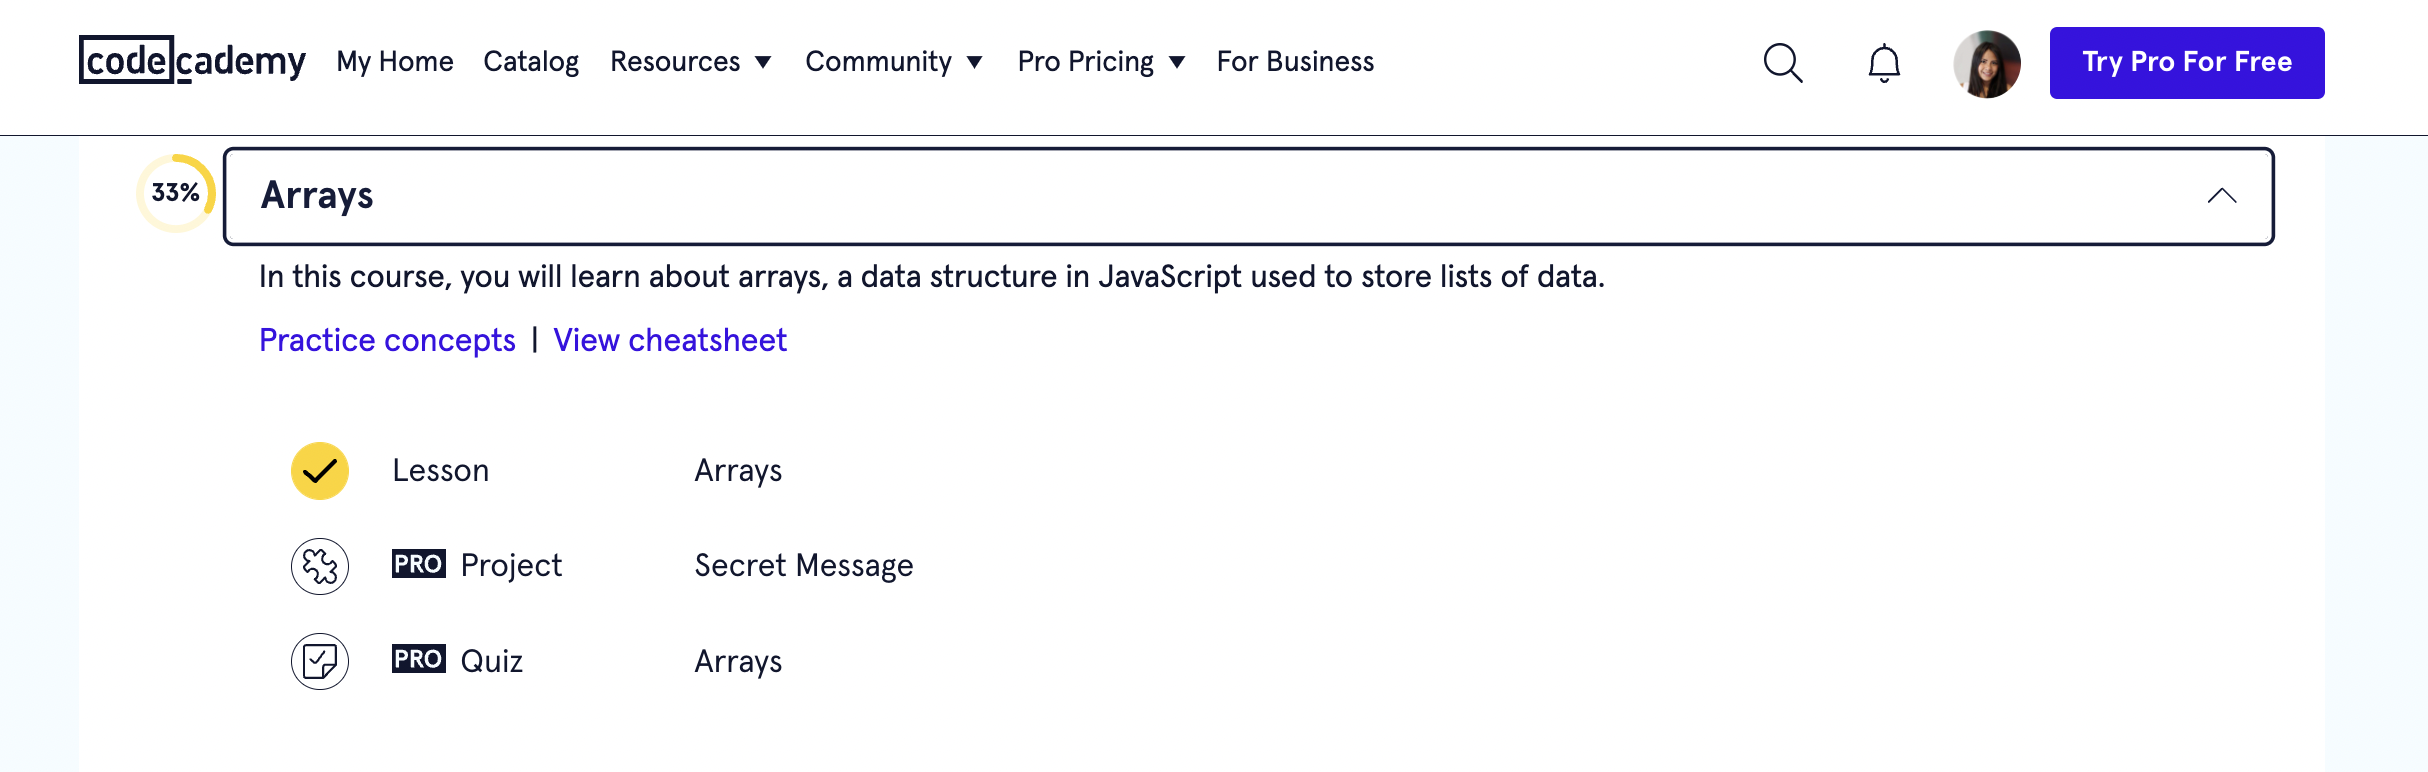 codecademy My Home Catalog Resources Community Pro Pricing For Business Try Pro For Free
33% Arrays
In this course, you will learn about arrays, a data structure in JavaScript used to store lists of data.
Practice concepts | View cheatsheet
Lesson Arrays
PRO Project Secret Message
PRO Quiz Arrays